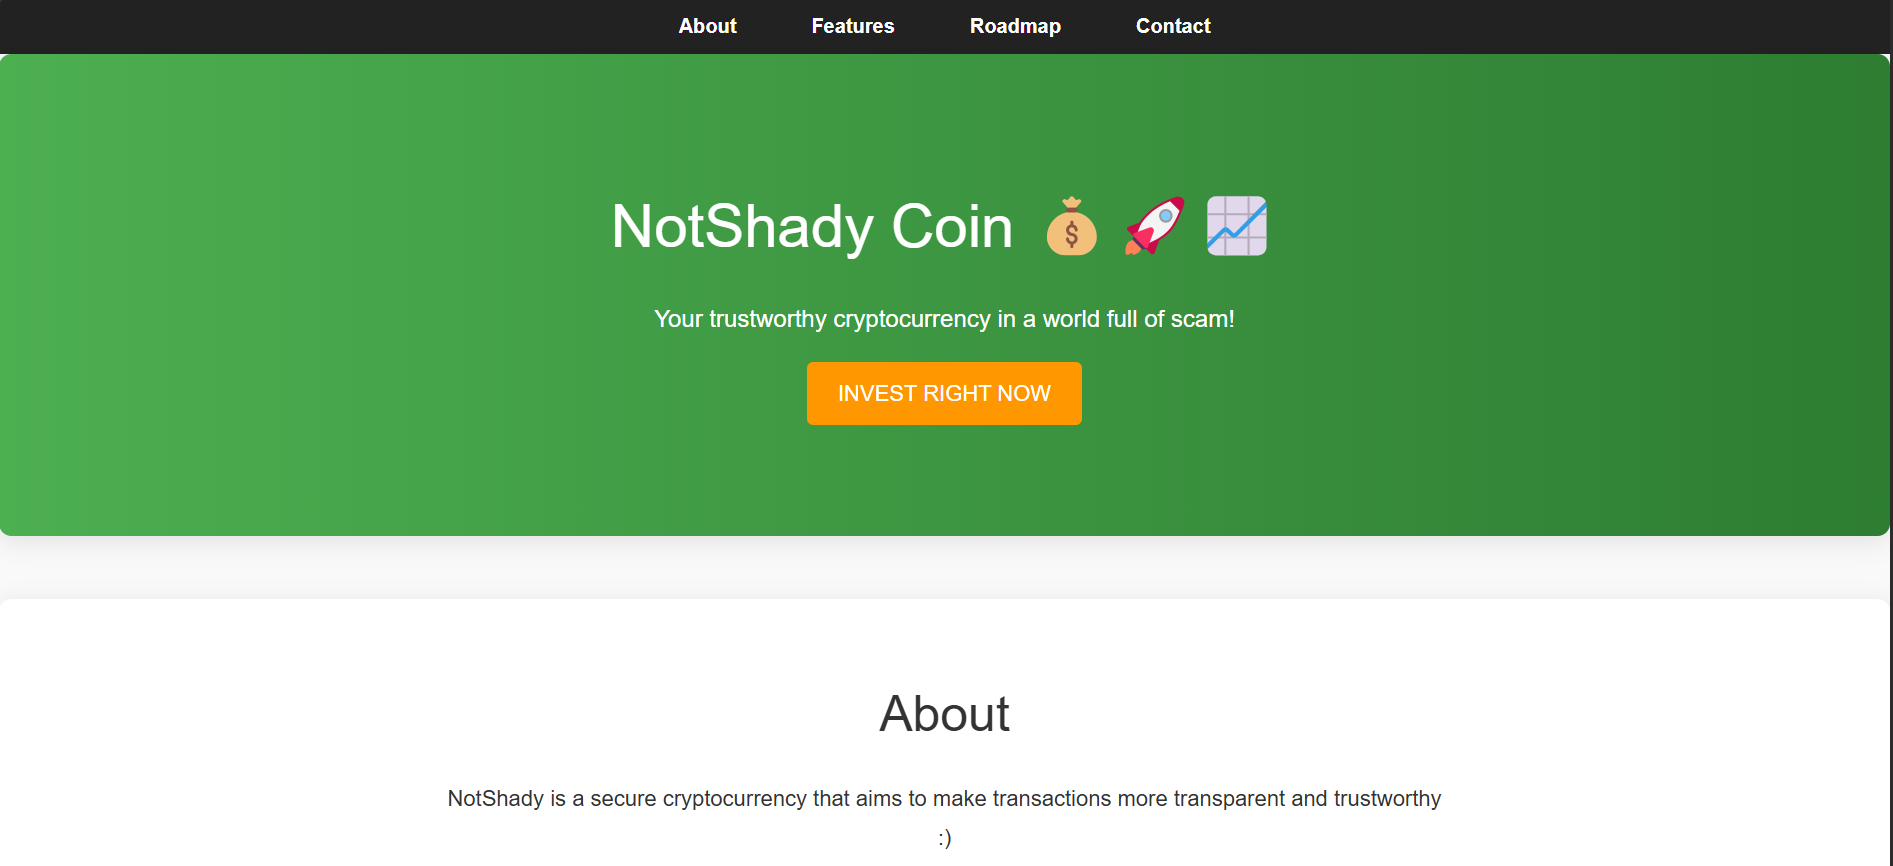 About Features Roadmap Contact
NotShady Coin 💰 🚀 📈
Your trustworthy cryptocurrency in a world full of scam!
INVEST RIGHT NOW
About
NotShady is a secure cryptocurrency that aims to make transactions more transparent and trustworthy
:)